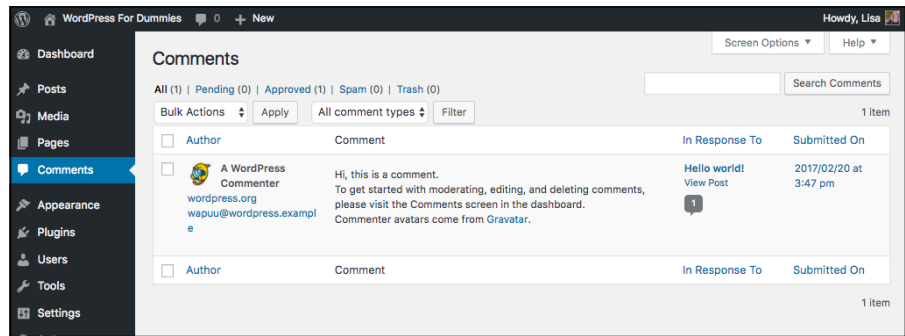 WordPress For Dummies 0 + New Howdy, Lisa
Dashboard
Posts
Media
Pages
Comments
Appearance
Plugins
Users
Tools
Settings
Screen Options ▼ Help ▼
Comments
All (1) | Pending (0) | Approved (1) | Spam (0) | Trash (0)
Search Comments
Bulk Actions Apply All comment types Filter
1 item
Author Comment In Response To Submitted On
A WordPress
Commenter
wordpress.org
wapuu@wordpress.exampl
e
Hi, this is a comment.
To get started with moderating, editing, and deleting comments,
please visit the Comments screen in the dashboard.
Commenter avatars come from Gravatar.
Hello world!
View Post
1
2017/02/20 at
3:47 pm
Author Comment In Response To Submitted On
1 item